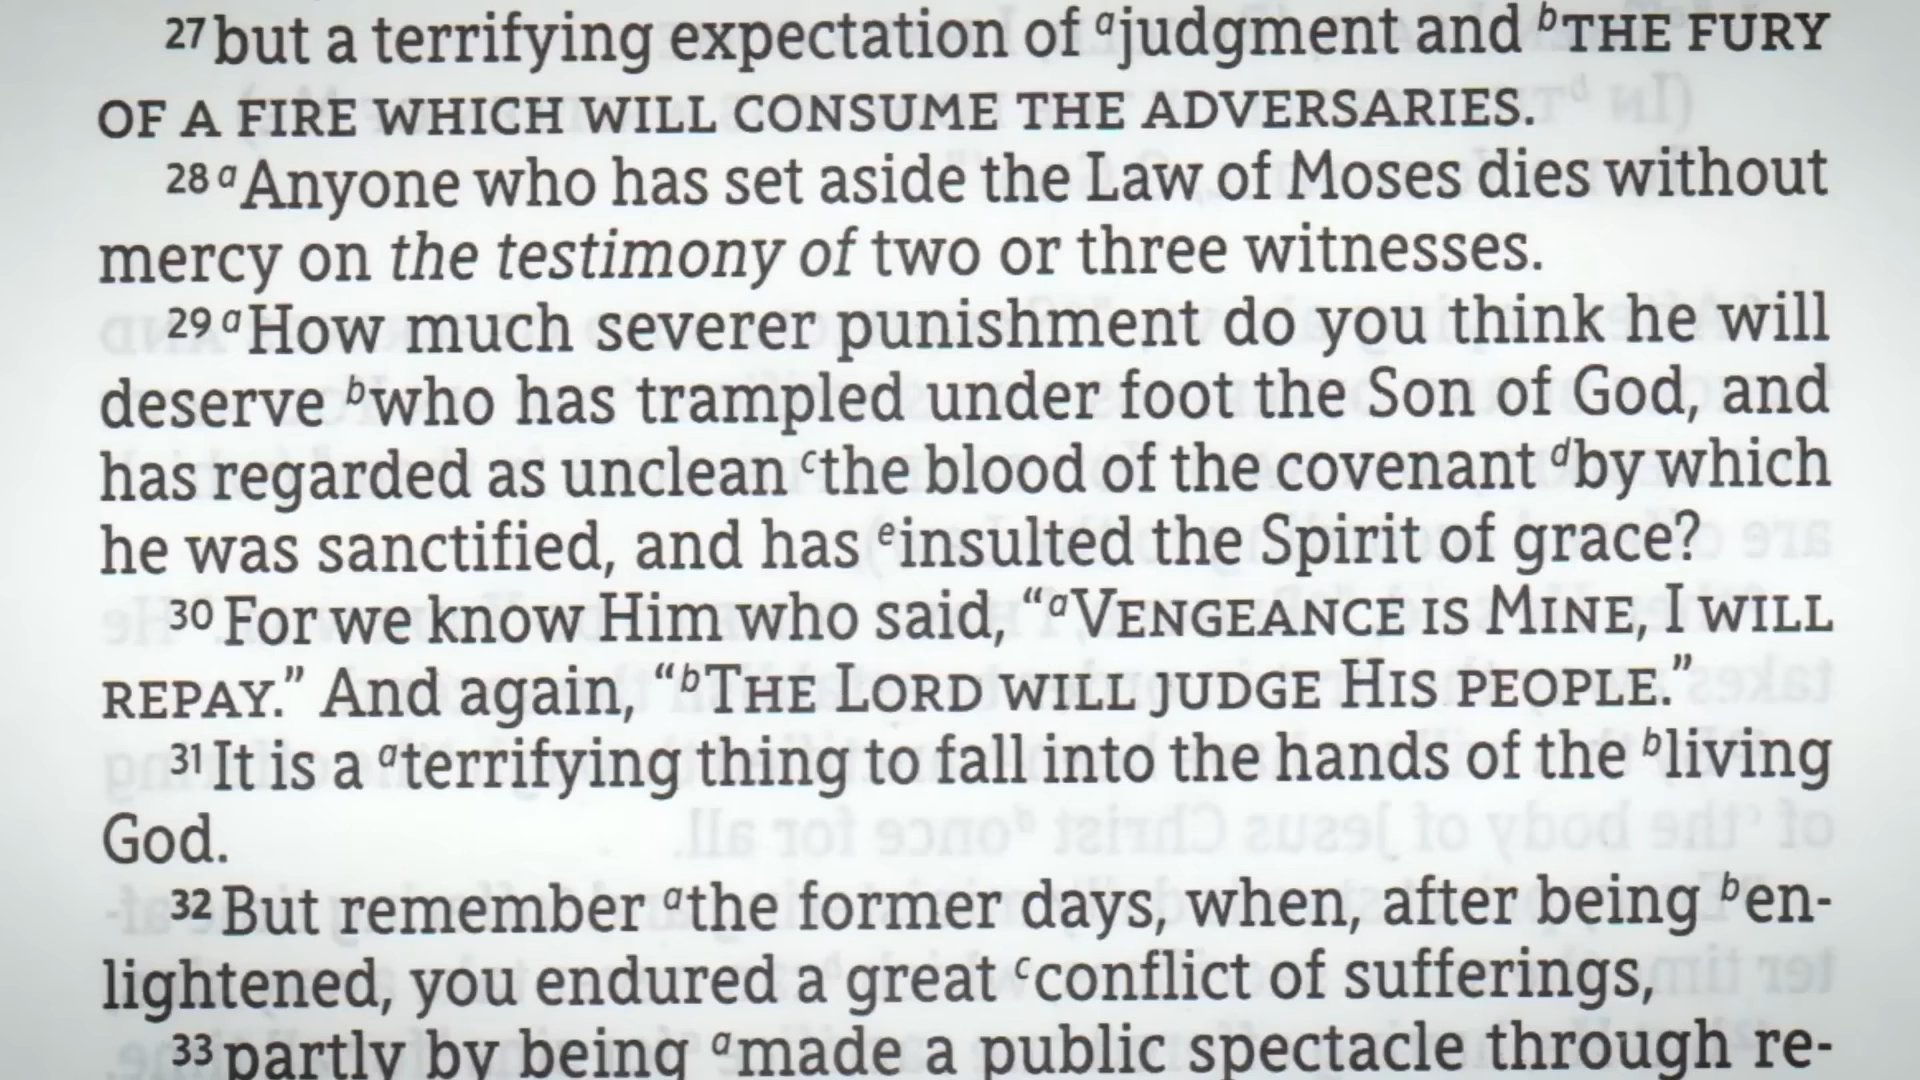 27 but a terrifying expectation of a judgment and b THE FURY
OF A FIRE WHICH WILL CONSUME THE ADVERSARIES.
28 a Anyone who has set aside the Law of Moses dies without
mercy on the testimony of two or three witnesses.
29 a How much severer punishment do you think he will
deserve b who has trampled under foot the Son of God, and
has regarded as unclean c the blood of the covenant d by which
he was sanctified, and has e insulted the Spirit of grace?
30 For we know Him who said, “a VENGEANCE IS MINE, I WILL
REPAY.” And again, “b THE LORD WILL JUDGE HIS PEOPLE.”
31 It is a a terrifying thing to fall into the hands of the b living
God.
32 But remember a the former days, when, after being b en-
lightened, you endured a great c conflict of sufferings,
33 partly by being a made a public spectacle through re-